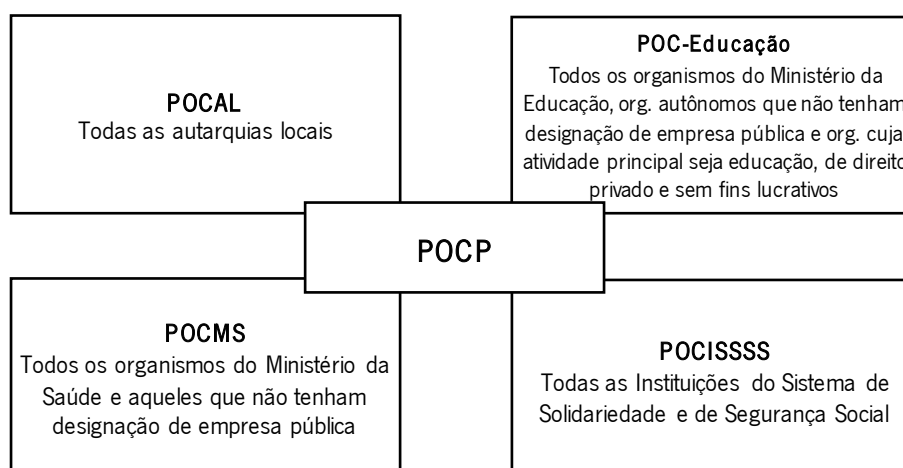 POCAL
Todas as autarquias locais
POC-Educação
Todos os organismos do Ministério da
Educação, org. autônomos que não tenham
designação de empresa pública e org. cuja
atividade principal seja educação, de direito
privado e sem fins lucrativos
POCP
POCMS
Todos os organismos do Ministério da
Saúde e aqueles que não tenham
designação de empresa pública
POCISSSS
Todas as Instituições do Sistema de
Solidariedade e de Segurança Social